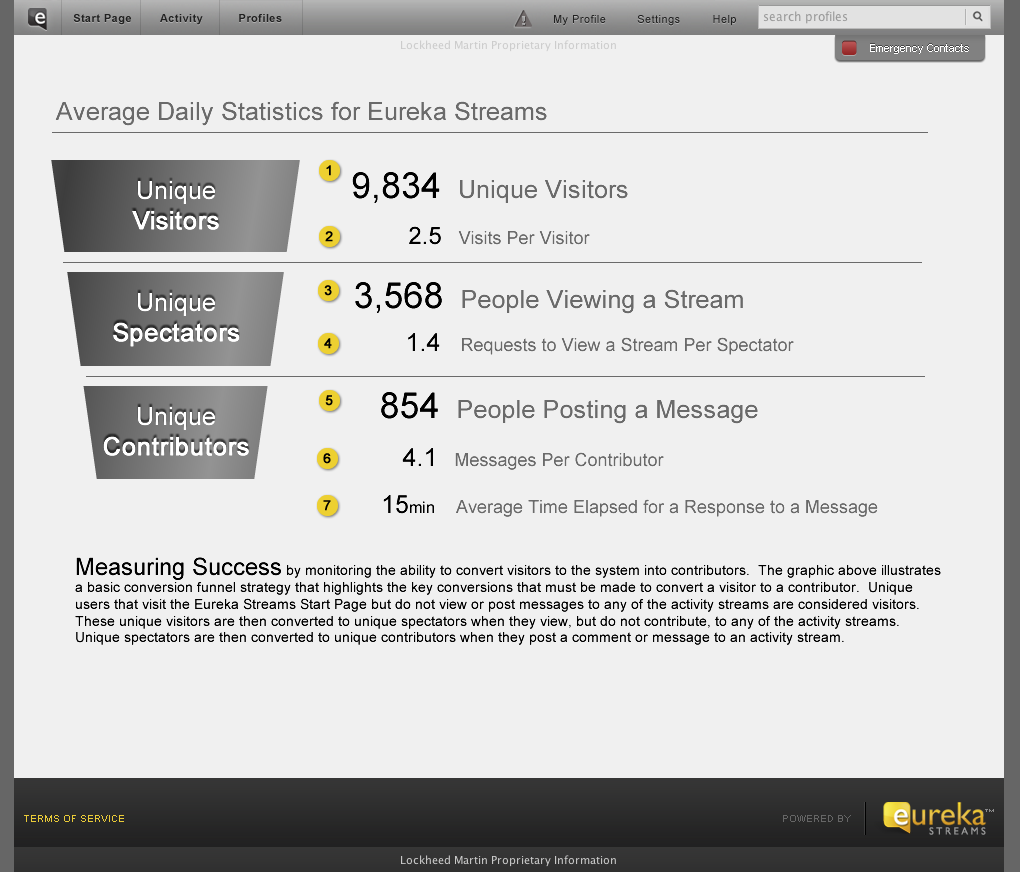 e Start Page Activity Profiles My Profile Settings Help search profiles
Lockheed Martin Proprietary Information
Emergency Contacts
Average Daily Statistics for Eureka Streams
Unique
Visitors
1 9,834 Unique Visitors
2 2.5 Visits Per Visitor
Unique
Spectators
3 3,568 People Viewing a Stream
4 1.4 Requests to View a Stream Per Spectator
Unique
Contributors
5 854 People Posting a Message
6 4.1 Messages Per Contributor
7 15min Average Time Elapsed for a Response to a Message
Measuring Success by monitoring the ability to convert visitors to the system into contributors. The graphic above illustrates
a basic conversion funnel strategy that highlights the key conversions that must be made to convert a visitor to a contributor. Unique
users that visit the Eureka Streams Start Page but do not view or post messages to any of the activity streams are considered visitors.
These unique visitors are then converted to unique spectators when they view, but do not contribute, to any of the activity streams.
Unique spectators are then converted to unique contributors when they post a comment or message to an activity stream.
TERMS OF SERVICE
POWERED BY
eureka™
STREAMS
Lockheed Martin Proprietary Information